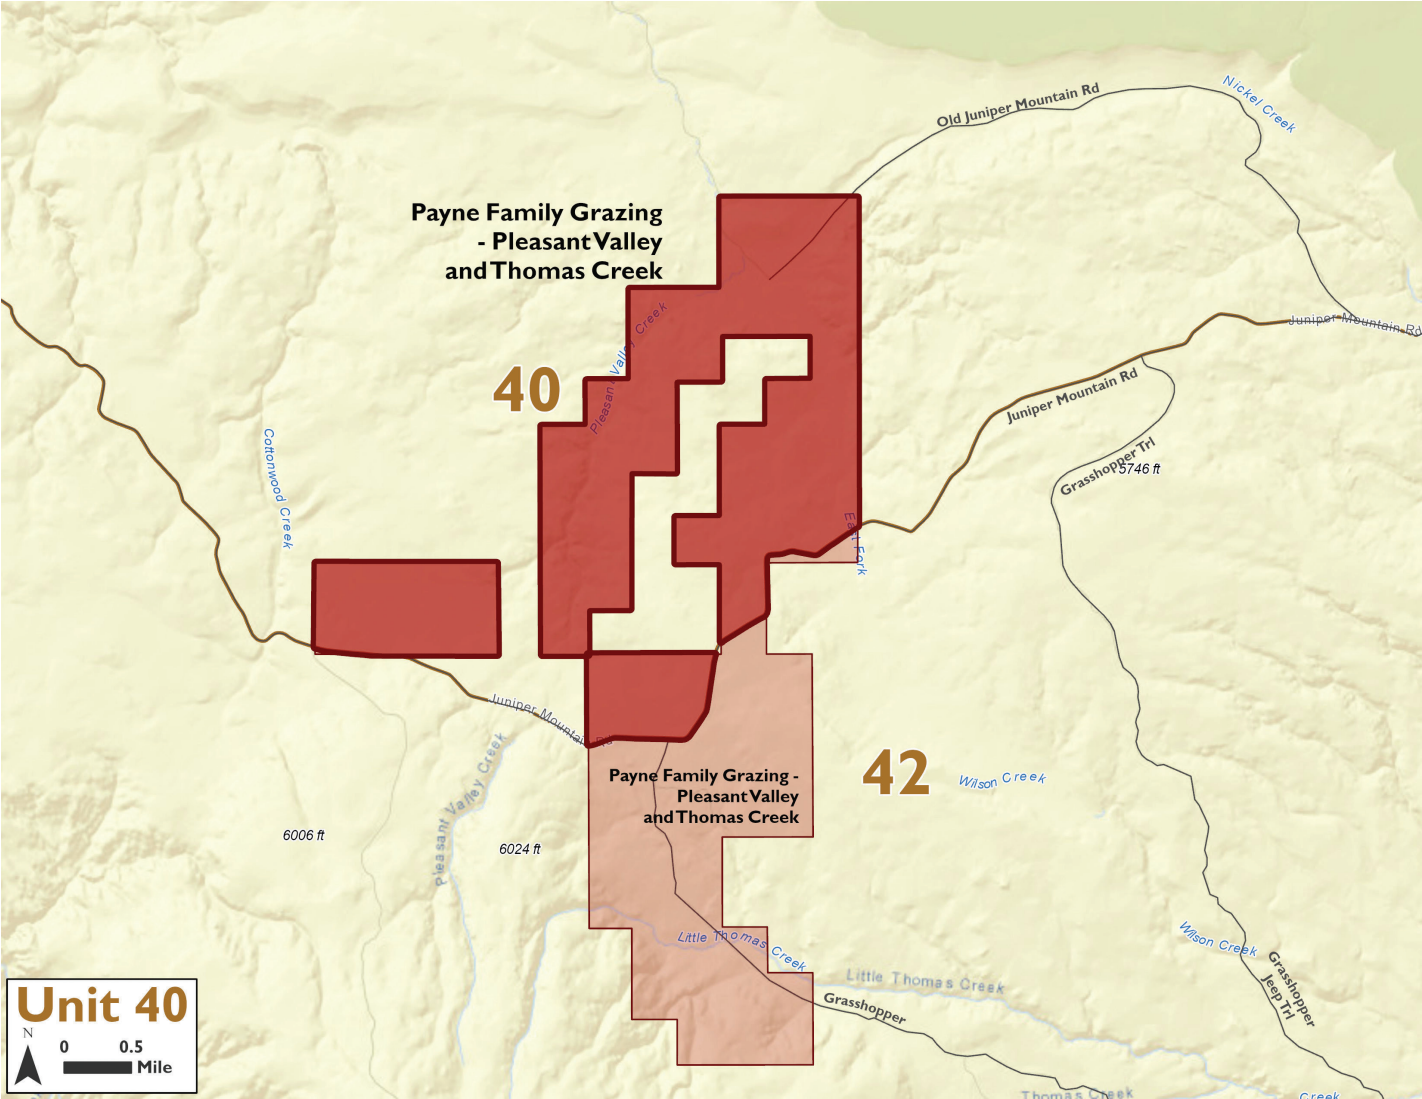 Nickel Creek
Old Juniper Mountain Rd
Payne Family Grazing
- Pleasant Valley
and Thomas Creek
Pleasant Valley Creek
Juniper Mountain Rd
40
Juniper Mountain Rd
Grasshopper Trl
5746 ft
Cottonwood Creek
East Fork
Juniper Mountain Rd
Pleasant Valley Creek
Payne Family Grazing -
Pleasant Valley
and Thomas Creek
42
Wilson Creek
6006 ft
6024 ft
Little Thomas Creek
Wilson Creek
Little Thomas Creek
Grasshopper
Grasshopper
Jeep Trl
Unit 40
N
0 0.5
Mile
Thomas Creek
Creek